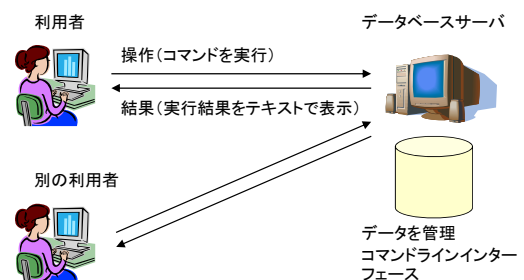 利用者
データベースサーバ
操作(コマンドを実行)
結果(実行結果をテキストで表示)
別の利用者
データを管理
コマンドラインインター
フェース